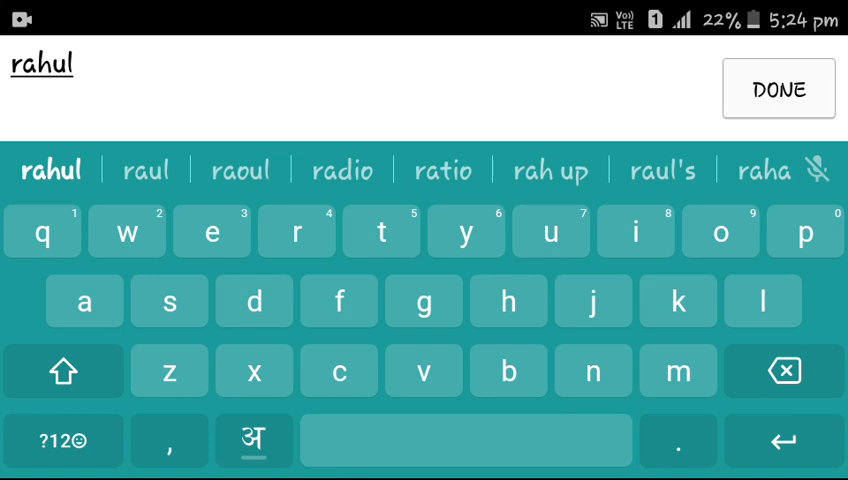 Vo)) LTE 1 22% 5:24 pm
rahul
DONE
rahul raul raoul radio ratio rah up raul's raha
q 1 w 2 e 3 r 4 t 5 y 6 u 7 i 8 o 9 p 0
a s d f g h j k l
z x c v b n m
?12☺ , अ .